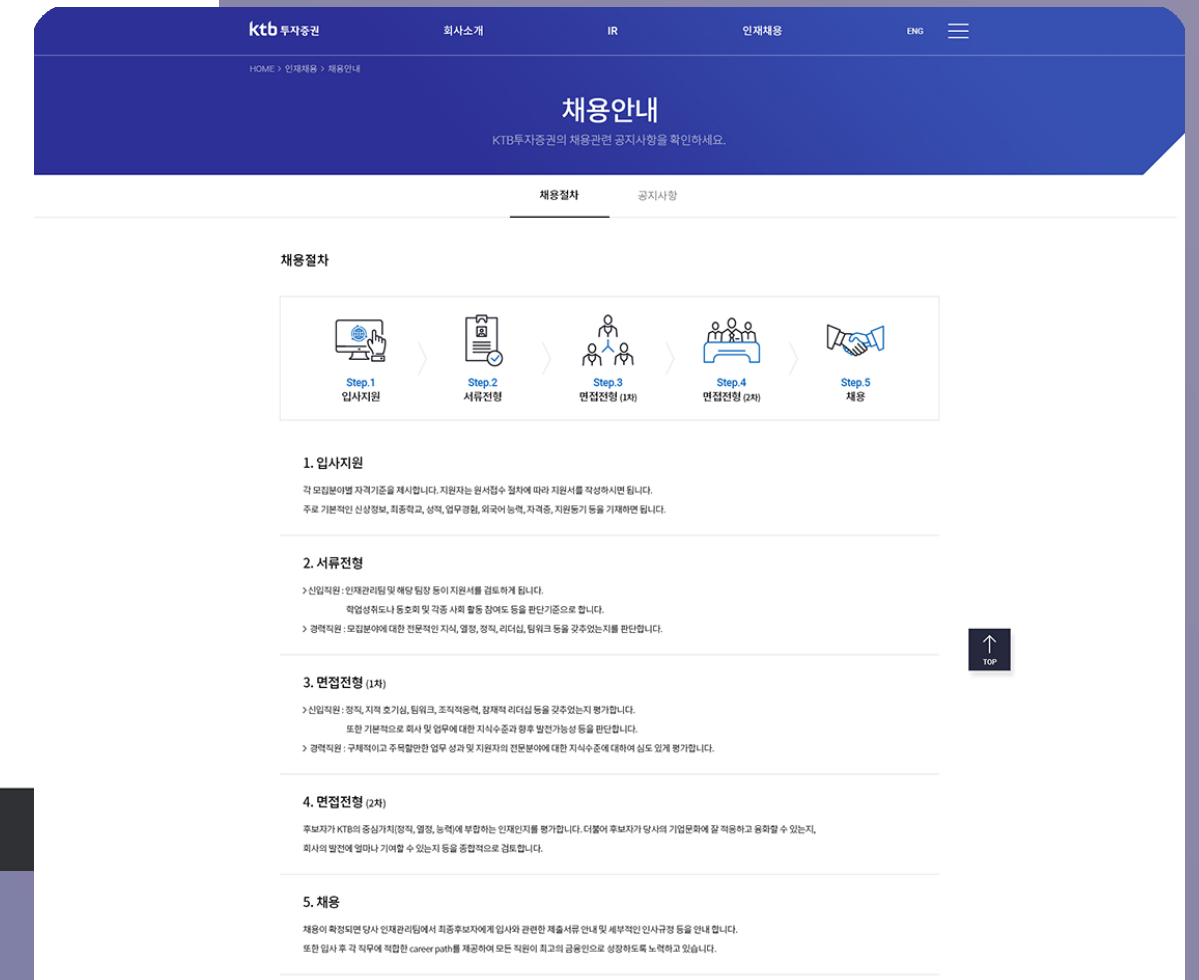 ktb 투자증권
회사소개
IR
인재채용
ENG
HOME > 인재채용 > 채용안내
채용안내
KTB투자증권의 채용관련 공지사항을 확인하세요.
채용절차
공지사항
채용절차
Step.1
입사지원
Step.2
서류전형
Step.3
면접전형 (1차)
Step.4
면접전형 (2차)
Step.5
채용
1. 입사지원
각 모집분야별 자격기준을 제시합니다. 지원자는 원서접수 절차에 따라 지원서를 작성하시면 됩니다.
주로 기본적인 신상정보, 최종학교, 성적, 업무경험, 외국어 능력, 자격증, 지원동기 등을 기재하면 됩니다.
2. 서류전형
> 신입직원 : 인재관리팀 및 해당 팀장 등이 지원서를 검토하게 됩니다.
학업성취도나 동호회 및 각종 사회 활동 참여도 등을 판단기준으로 합니다.
> 경력직원 : 모집분야에 대한 전문적인 지식, 열정, 정직, 리더십, 팀워크 등을 갖추었는지를 판단합니다.
TOP
3. 면접전형 (1차)
> 신입직원 : 정직, 지적 호기심, 팀워크, 조직적응력, 잠재적 리더십 등을 갖추었는지 평가합니다.
또한 기본적으로 회사 및 업무에 대한 지식수준과 향후 발전가능성 등을 판단합니다.
> 경력직원 : 구체적이고 주목할만한 업무 성과 및 지원자의 전문분야에 대한 지식수준에 대하여 심도 있게 평가합니다.
4. 면접전형 (2차)
후보자가 KTB의 중심가치(정직, 열정, 능력)에 부합하는 인재인지를 평가합니다. 더불어 후보자가 당사의 기업문화에 잘 적응하고 융화할 수 있는지,
회사의 발전에 얼마나 기여할 수 있는지 등을 종합적으로 검토합니다.
5. 채용
채용이 확정되면 당사 인재관리팀에서 최종후보자에게 입사와 관련한 제출서류 안내 및 세부적인 인사규정 등을 안내 합니다.
또한 입사 후 각 직무에 적합한 career path를 제공하여 모든 직원이 최고의 금융인으로 성장하도록 노력하고 있습니다.